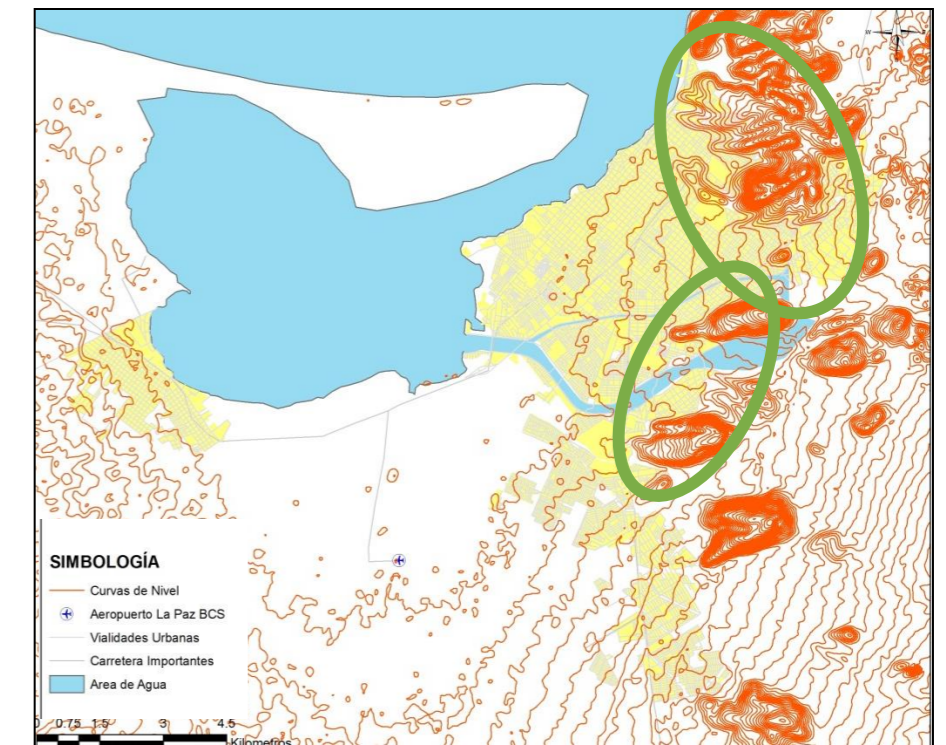 SIMBOLOGÍA
Curvas de Nivel
Aeropuerto La Paz BCS
Vialidades Urbanas
Carretera Importantes
Area de Agua
0 0.75 1.5 3 4.5
Kilometros